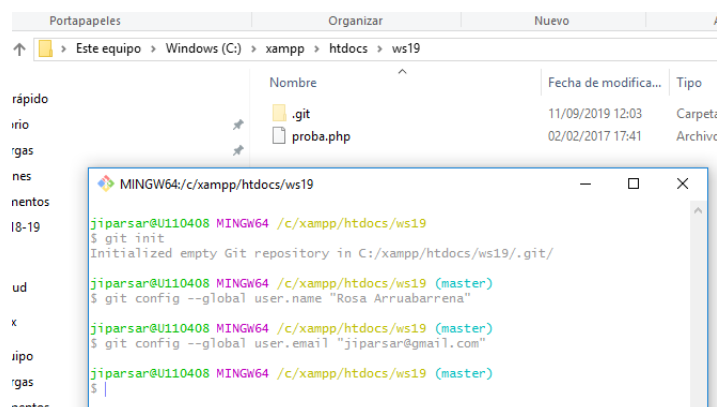 Portapapeles Organizar Nuevo
Este equipo > Windows (C:) > xampp > htdocs > ws19
Nombre Fecha de modifica... Tipo
rápido
.git 11/09/2019 12:03 Carpeta
rio
proba.php 02/02/2017 17:41 Archivo
rgas
nes
mentos
18-19
ud
x
uipo
rgas
mentos
MINGW64:/c/xampp/htdocs/ws19
jiparsar@U110408 MINGW64 /c/xampp/htdocs/ws19
$ git init
Initialized empty Git repository in C:/xampp/htdocs/ws19/.git/
jiparsar@U110408 MINGW64 /c/xampp/htdocs/ws19 (master)
$ git config --global user.name "Rosa Arruabarrena"
jiparsar@U110408 MINGW64 /c/xampp/htdocs/ws19 (master)
$ git config --global user.email "jiparsar@gmail.com"
jiparsar@U110408 MINGW64 /c/xampp/htdocs/ws19 (master)
$